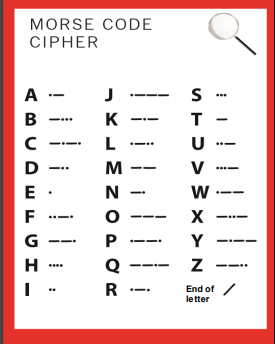 MORSE CODE
CIPHER
A ·—
B —···
C —·—·
D —··
E ·
F ··—·
G ——·
H ····
I ··
J ·———
K —·—
L ·—··
M ——
N —·
O ———
P ·——·
Q ——·—
R ·—·
S ···
T —
U ··—
V ···—
W ·——
X —··—
Y —·——
Z ——··
End of /
letter